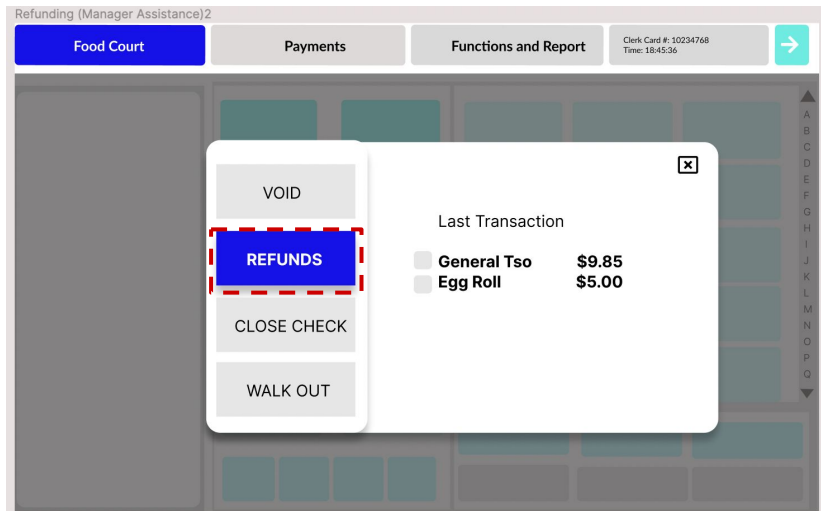 Refunding (Manager Assistance)2
Food Court
Payments
Functions and Report
Clerk Card #: 10234768
Time: 18:45:36
VOID
REFUNDS
CLOSE CHECK
WALK OUT
Last Transaction
General Tso $9.85
Egg Roll $5.00
A
B
C
D
E
F
G
H
I
J
K
L
M
N
O
P
Q